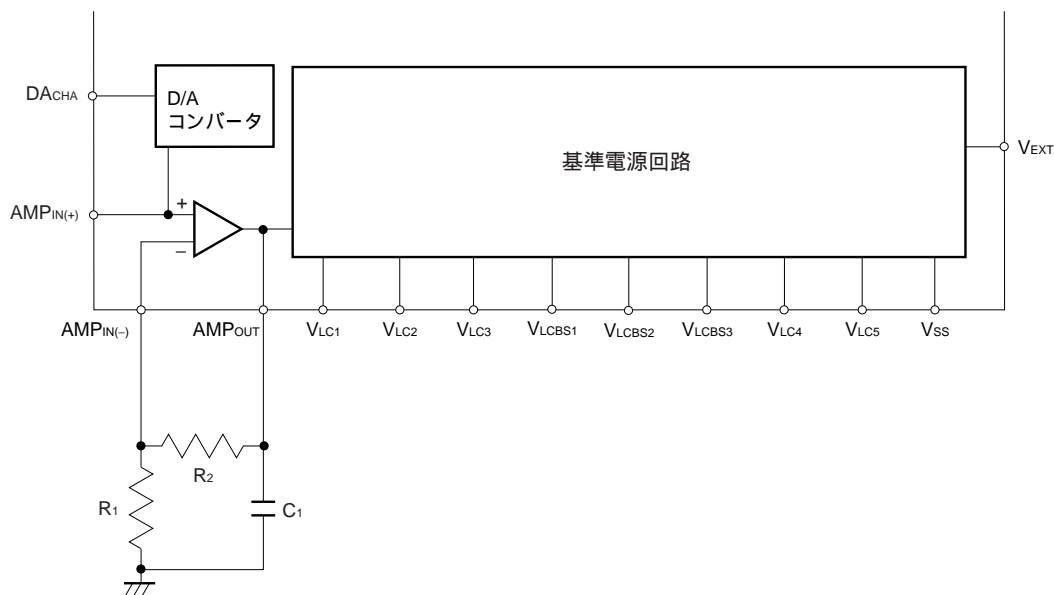 DACHA
D/A
コンバータ
基準電源回路
VEXT
AMPIN(+)
+
−
AMPIN(−)
AMPOUT
VLC1
VLC2
VLC3
VLCBS1
VLCBS2
VLCBS3
VLC4
VLC5
VSS
R2
R1
C1